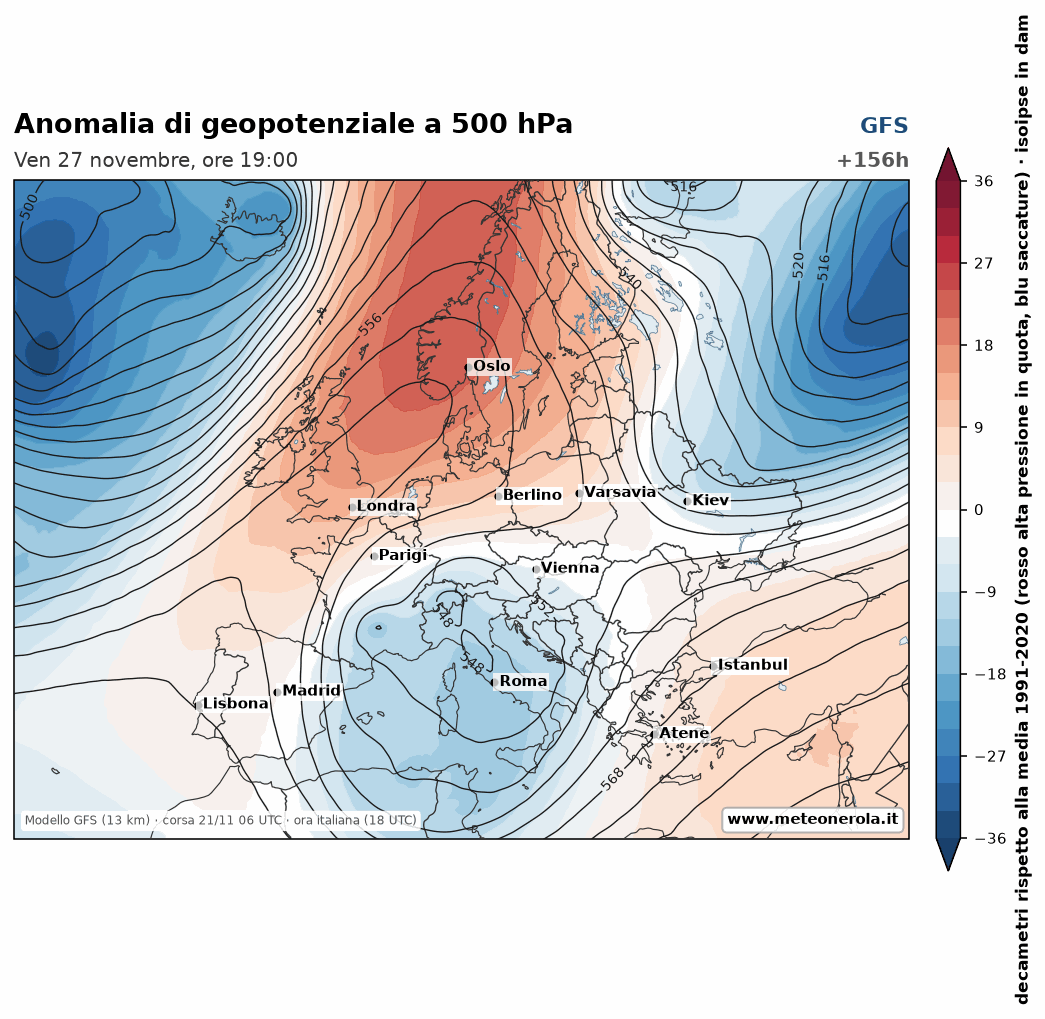 Anomalia di geopotenziale a 500 hPa
GFS
Ven 27 novembre, ore 19:00
+156h
500
516
520
516
540
556
Oslo
Londra
Berlino
Varsavia
Kiev
Parigi
Vienna
548
548
Roma
Istanbul
Madrid
Lisbona
Atene
568
Modello GFS (13 km) · corsa 21/11 06 UTC · ora italiana (18 UTC)
www.meteonerola.it
36
27
18
9
0
−9
−18
−27
−36
decametri rispetto alla media 1991-2020 (rosso alta pressione in quota, blu saccature) · isoipse in dam